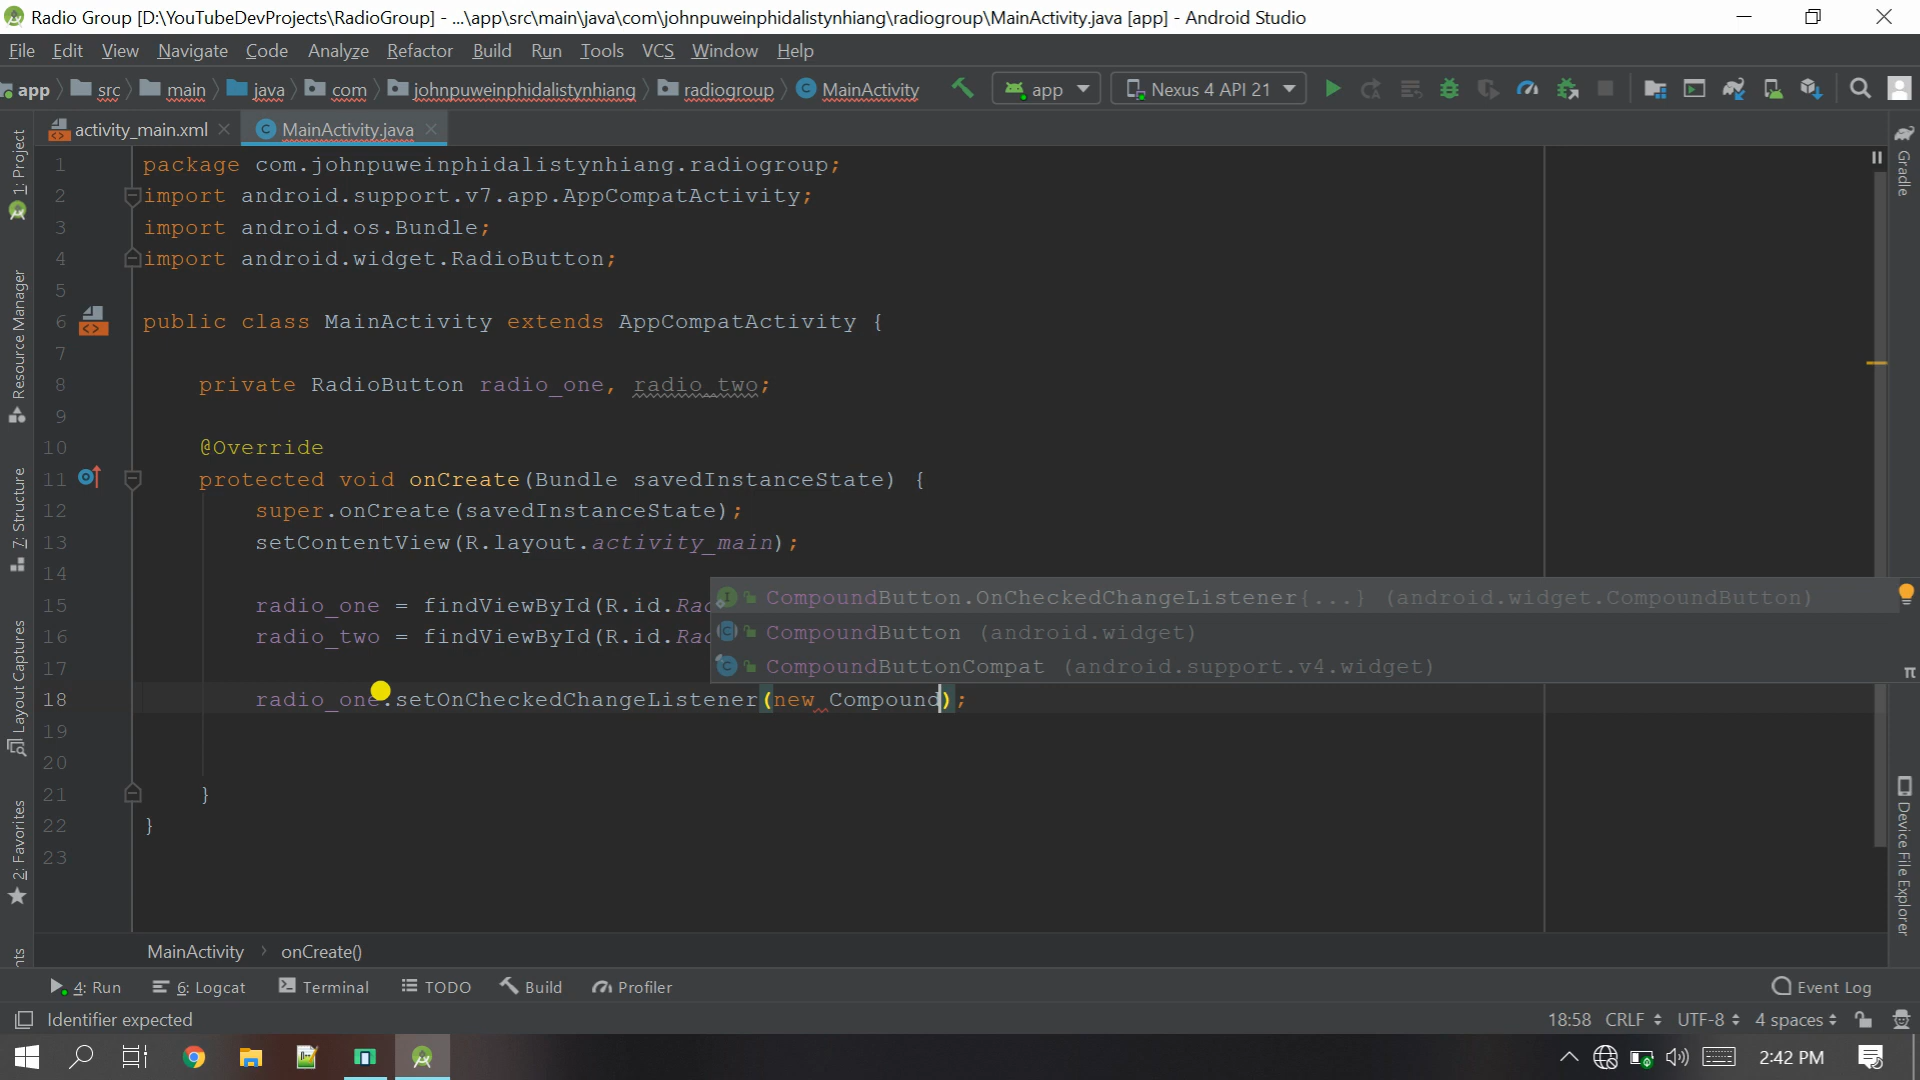 Radio Group [D:\YouTubeDevProjects\RadioGroup] - ...\app\src\main\java\com\johnpuweinphidalistynhiang\radiogroup\MainActivity.java [app] - Android Studio
File Edit View Navigate Code Analyze Refactor Build Run Tools VCS Window Help
app src main java com johnpuweinphidalistynhiang radiogroup MainActivity app Nexus 4 API 21
activity_main.xml MainActivity.java
1: Project
Resource Manager
7: Structure
Layout Captures
2: Favorites
Gradle
Device File Explorer
1 package com.johnpuweinphidalistynhiang.radiogroup;
2 import android.support.v7.app.AppCompatActivity;
3 import android.os.Bundle;
4 import android.widget.RadioButton;
5
6 public class MainActivity extends AppCompatActivity {
7
8 private RadioButton radio_one, radio_two;
9
10 @Override
11 protected void onCreate(Bundle savedInstanceState) {
12 super.onCreate(savedInstanceState);
13 setContentView(R.layout.activity_main);
14
15 radio_one = findViewById(R.id.Rad
16 radio_two = findViewById(R.id.Rad
17
CompoundButton.OnCheckedChangeListener{...} (android.widget.CompoundButton)
CompoundButton (android.widget)
CompoundButtonCompat (android.support.v4.widget)
18 radio_one.setOnCheckedChangeListener(new Compound);
19
20
21 }
22 }
23
MainActivity onCreate()
4: Run 6: Logcat Terminal TODO Build Profiler Event Log
Identifier expected 18:58 CRLF UTF-8 4 spaces
2:42 PM